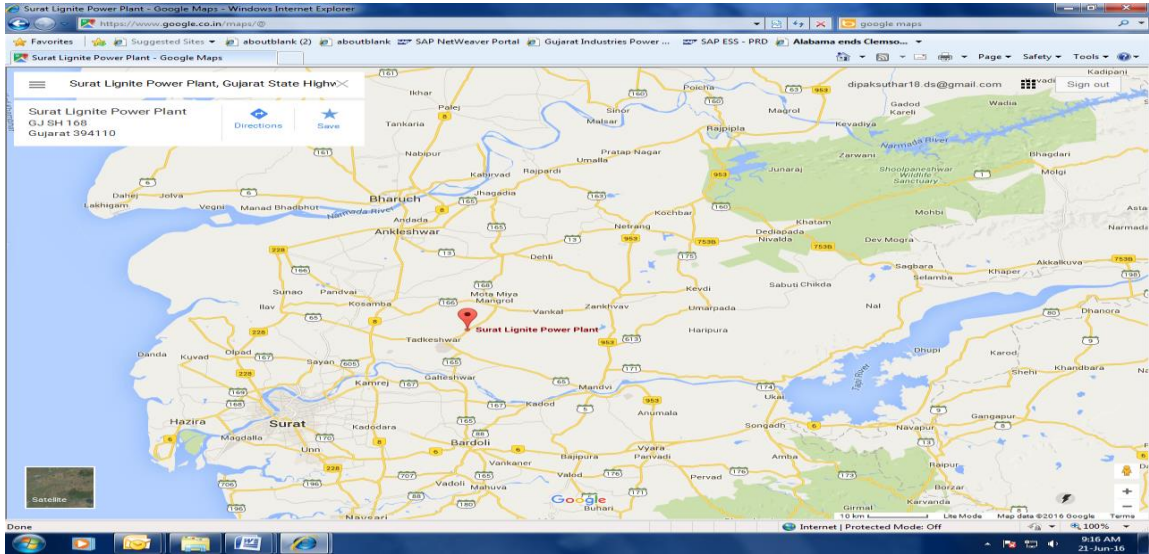 Surat Lignite Power Plant - Google Maps - Windows Internet Explorer
https://www.google.co.in/maps/@
google maps
Favorites Suggested Sites aboutblank (2) aboutblank SAP NetWeaver Portal Gujarat Industries Power ... SAP ESS - PRD Alabama ends Clemso...
Surat Lignite Power Plant - Google Maps
Page Safety Tools
Surat Lignite Power Plant, Gujarat State Highw
dipaksuthar18.ds@gmail.com
Sign out
Surat Lignite Power Plant
GJ SH 168
Gujarat 394110
Directions
Save
Kadipani
Ikhar
Poicha
Gadod
Kareli
Wadia
Palej
Sinor
Malsar
Magrol
Tankaria
Rajpipla
Kevadiya
Narmada River
Nabipur
Pratap Nagar
Umalla
Zarwani
Bhagdari
Kabirvad
Rajpardi
Junaraj
Shoolpaneshwar
Wildlife
Sanctuary
Molgi
Dahej
Jolva
Lakhigam
Vegni
Manad Bhadbhot
Bharuch
Jhagadia
Narmada River
Andada
Ankleshwar
Kochbar
Mohbi
Khatam
Netrang
Dediapada
Nivalda
Dev Mogra
Dehli
Sagbara
Selamba
Khaper
Akkalkuva
Sunao
Pandvai
Mota Miya
Mangrol
Kevdi
Sabuti Chikda
Ilav
Kosamba
Vankal
Zankhvav
Umarpada
Nal
Dhanora
Surat Lignite Power Plant
Haripura
Tadkeshwar
Danda
Kuvad
Olpad
Sayan
Dhupi
Karod
Shehi
Khandbara
Galteshwar
Kamrej
Mandvi
Tapi River
Ukai
Kadod
Anumala
Hazira
Surat
Kadodara
Songadh
Navapur
Gangapur
Magdalla
Unn
Bardoli
Vyara
Panvadi
Bajipura
Amba
Vankaner
Valod
Pervad
Raipur
Vadoli
Mahuva
Borzar
Satellite
Google
Buhari
Karvanda
Girmal
Navsari
10 km
Lite Mode
Map data ©2016 Google
Terms
Done
Internet | Protected Mode: Off
100%
9:16 AM
21-Jun-16